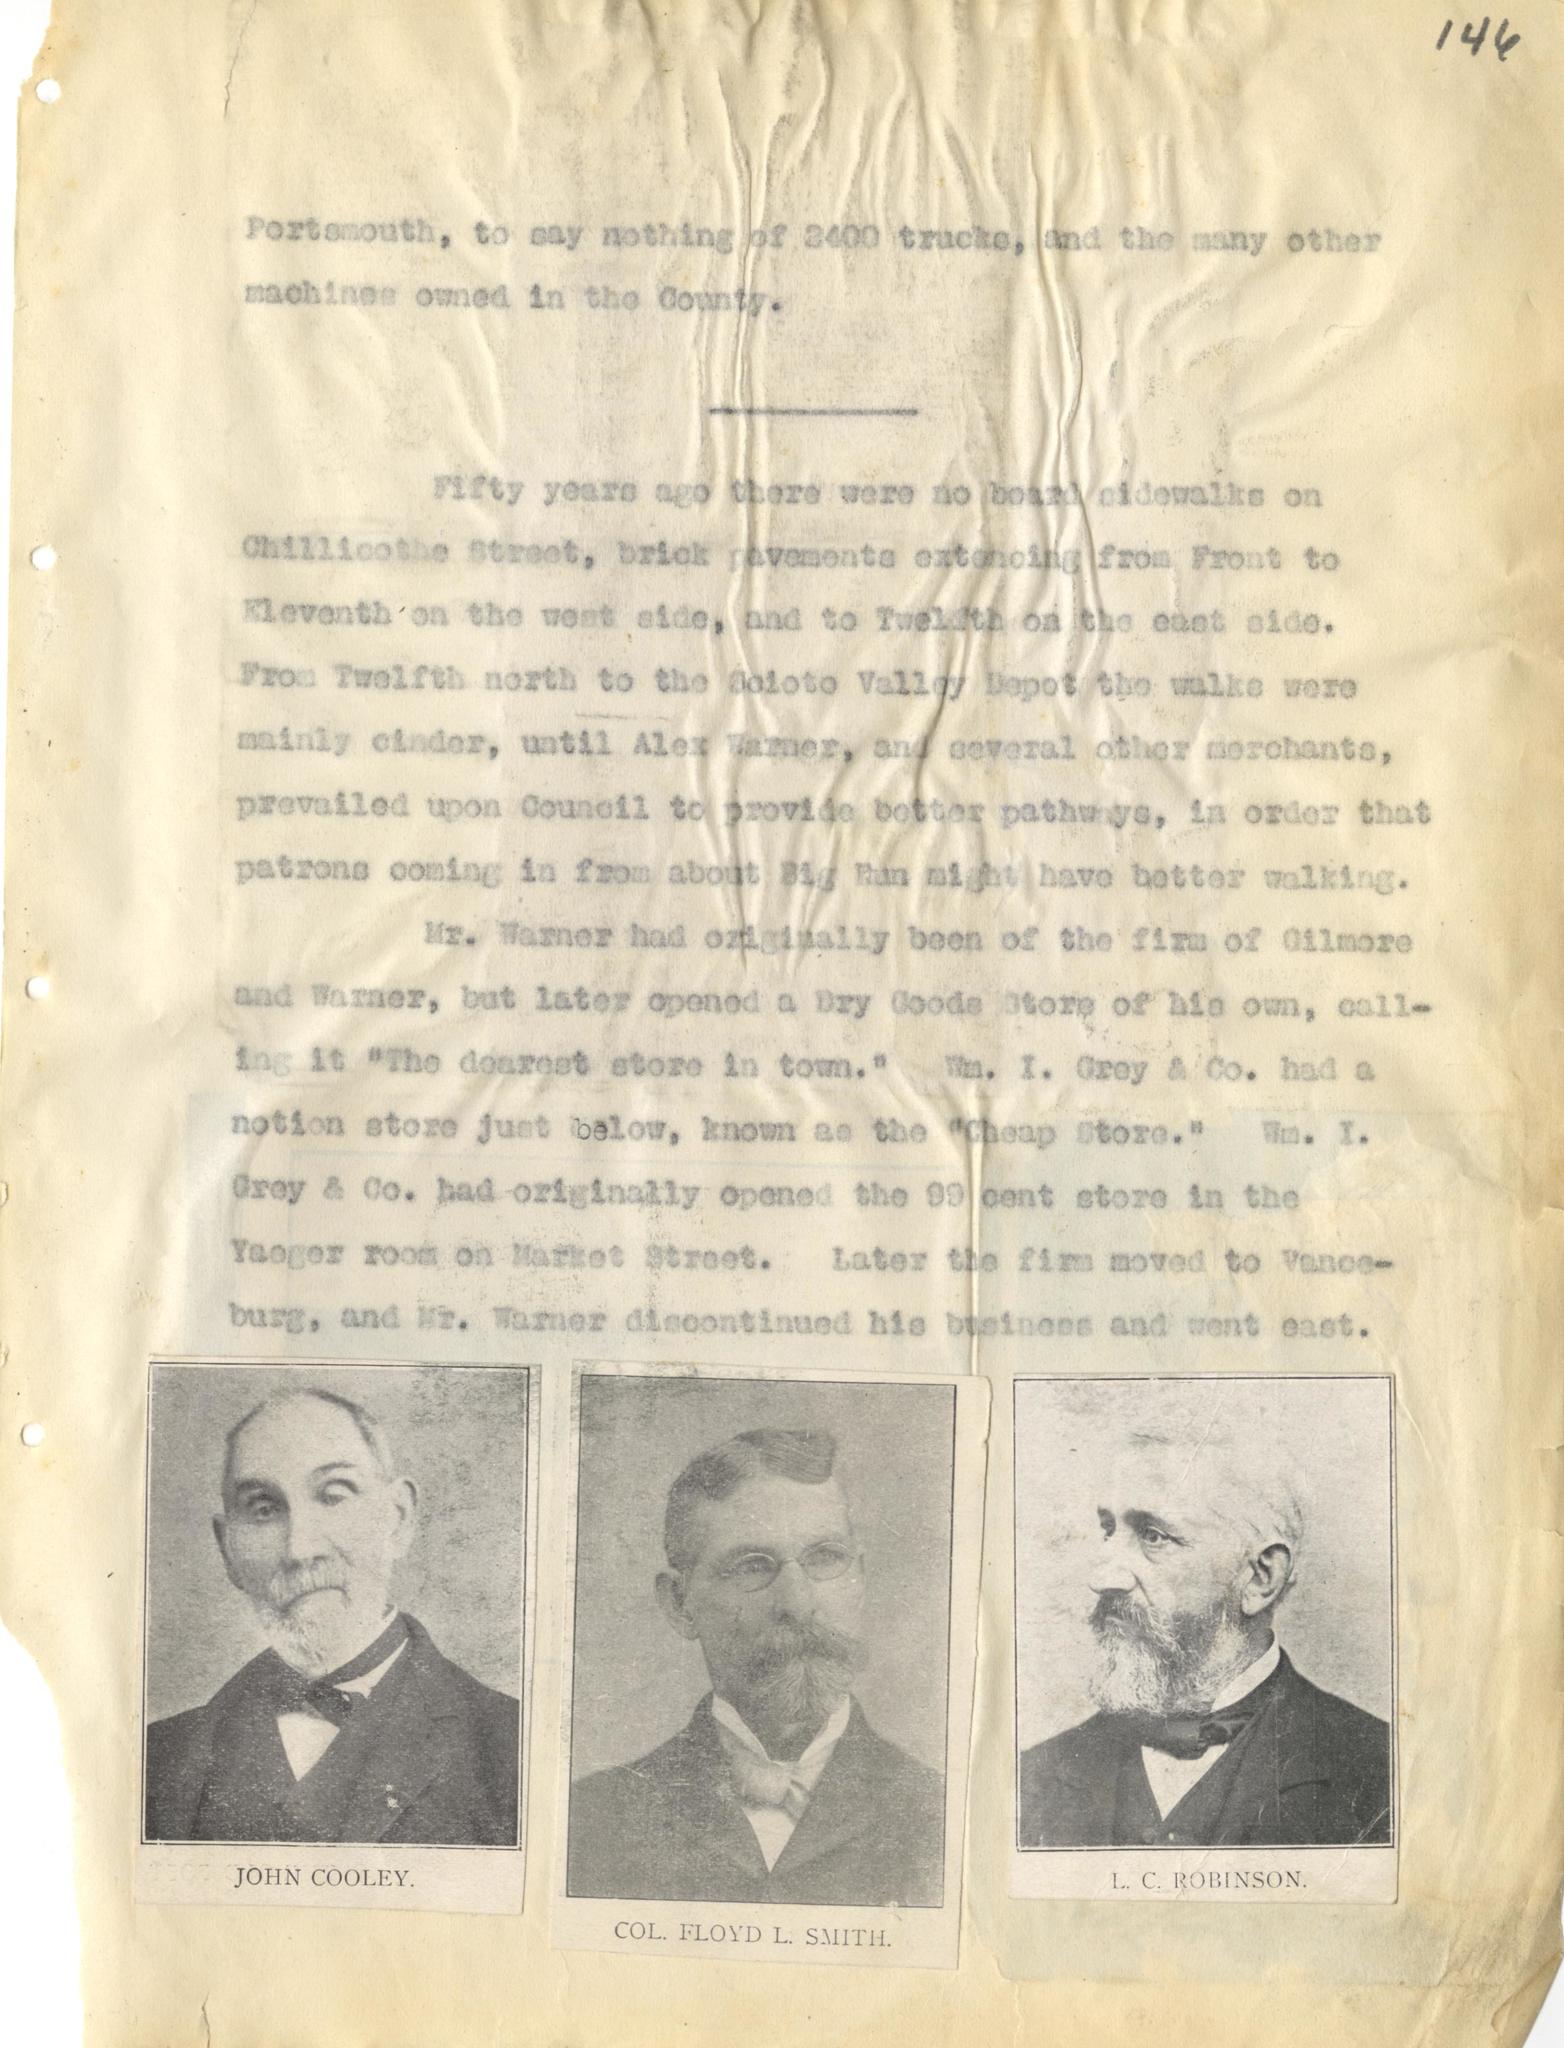 146
Portsmouth, to say nothing of 2400 trucks, and the many other
machines owned in the County.
Fifty years ago there were no board sidewalks on
Chillicothe Street, brick pavements extending from Front to
Eleventh on the west side, and to Twelfth on the east side.
From Twelfth north to the Scioto Valley Depot the walks were
mainly cinder, until Alex Warner, and several other merchants,
prevailed upon Council to provide better pathways, in order that
patrons coming in from about Big Run might have better walking.
Mr. Warner had originally been of the firm of Gilmore
and Warner, but later opened a Dry Goods Store of his own, call-
ing it "The dearest store in town." Wm. I. Grey & Co. had a
notion store just below, known as the "Cheap Store." Wm. I.
Grey & Co. had originally opened the 99 cent store in the
Yaeger room on Market Street. Later the firm moved to Vance-
burg, and Mr. Warner discontinued his business and went east.
JOHN COOLEY.
COL. FLOYD L. SMITH.
L. C. ROBINSON.